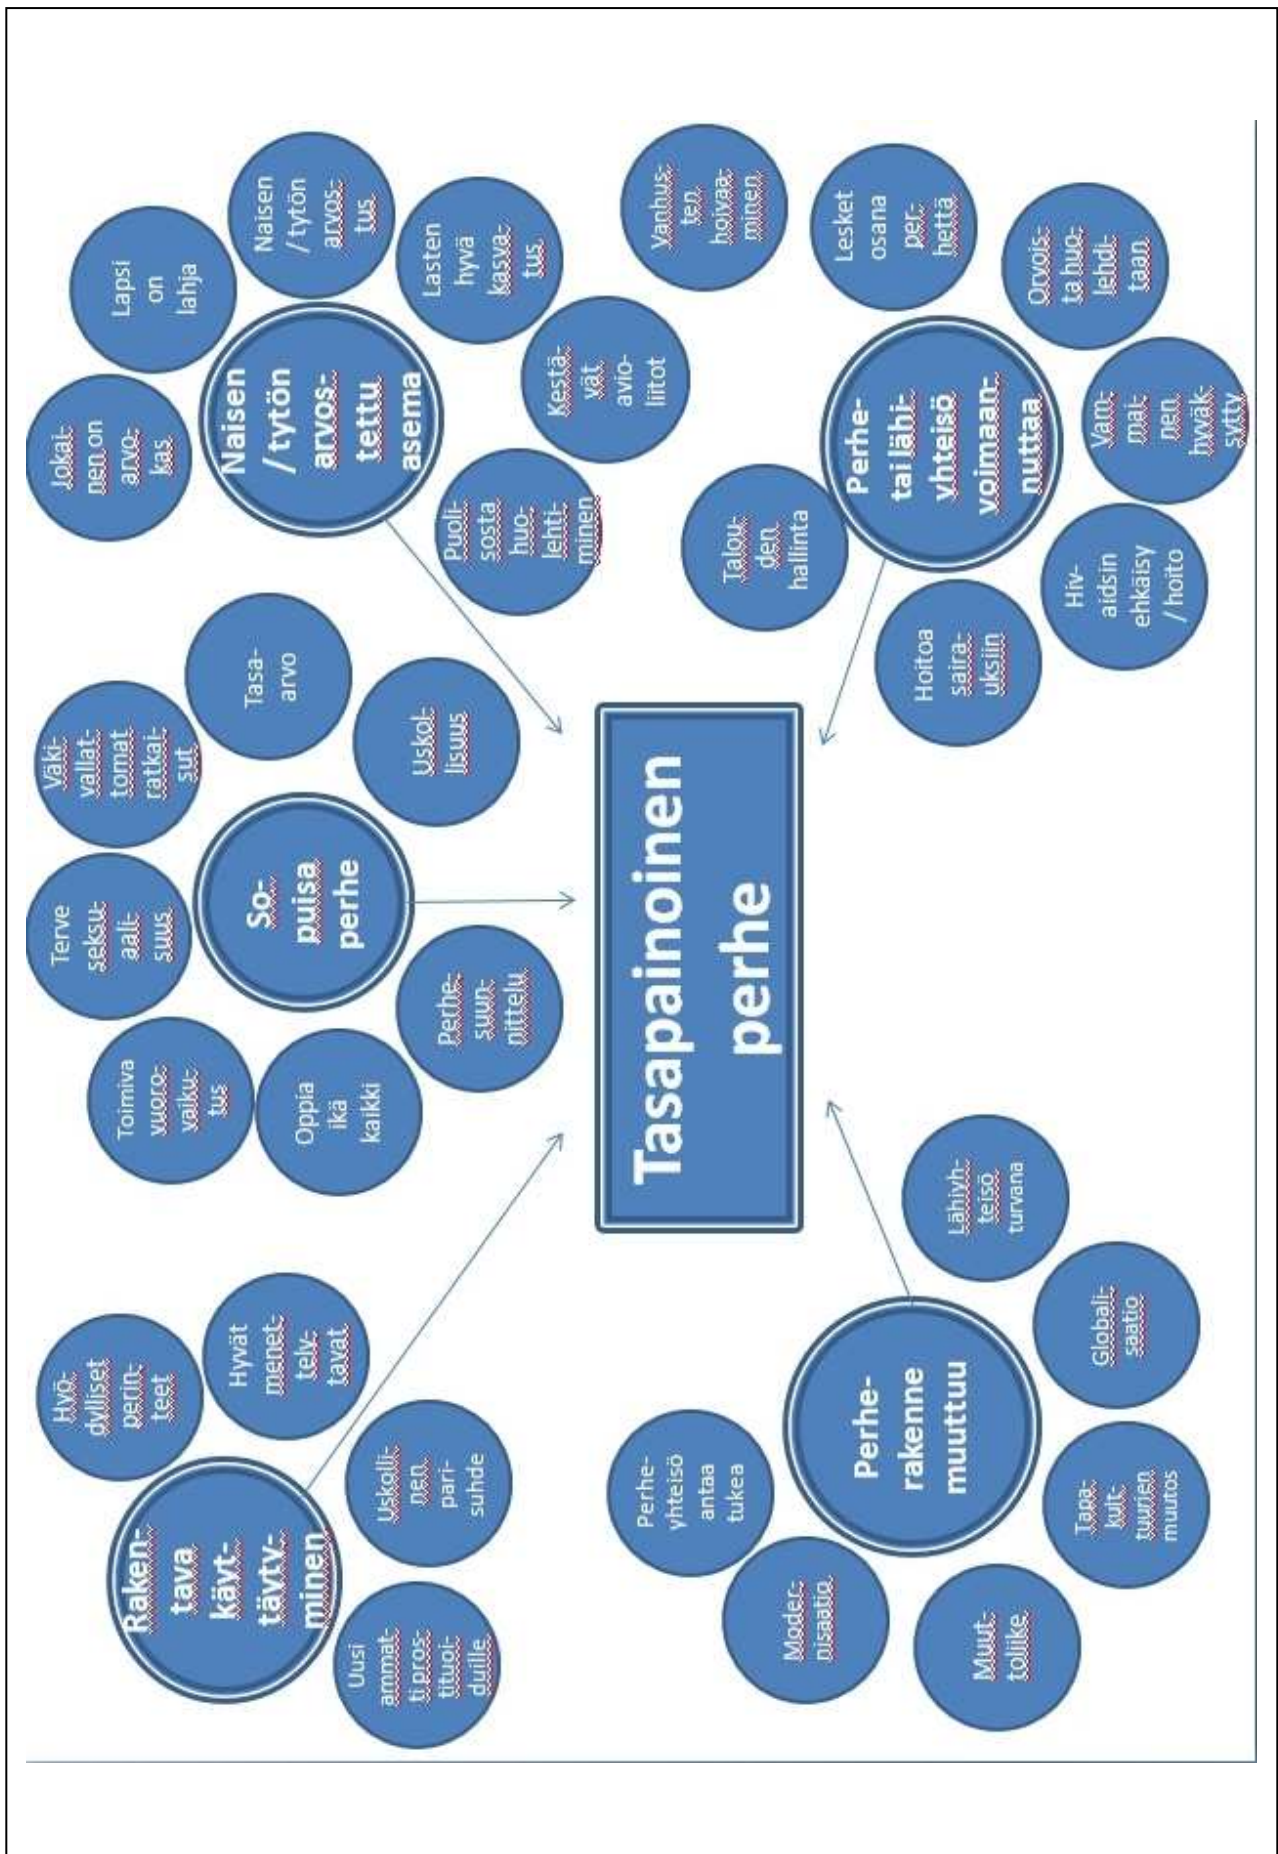 Hyö-
dylliset
perin-
teet
Hyvät
menet-
tely-
tavat
Raken-
tava
käyt-
täyty-
minen
Uskolli-
nen
pari-
suhde
Uusi
ammat-
ti pros-
tituoi-
duille
Toimiva
vuoro-
vaiku-
tus
Terve
seksu-
aali-
suus
Väki-
vallat-
tomat
ratkai-
sut
Tasa-
arvo
Uskol-
lisuus
So-
puisa
perhe
Oppia
ikä
kaikki
Perhe-
suun-
nittelu
Jokai-
nen on
arvo-
kas
Lapsi
on
lahja
Naisen
/ tytön
arvos-
tus
Naisen
/tytön
arvos-
tettu
asema
Lasten
hyvä
kasva-
tus
Kestä-
vät
avio-
liitot
Puoli-
sosta
huo-
lehti-
minen
Tasapainoinen
perhe
Perhe-
yhteisö
antaa
tukea
Moder-
nisaatio
Muut-
toliike
Perhe-
rakenne
muuttuu
Tapa-
kult-
tuurien
muutos
Globali-
saatio
Lähiyh-
teisö
turvana
Talou-
den
hallinta
Hoitoa
saira-
uksiin
Hiv-
aidsin
ehkäisy
/ hoito
Perhe-
tai lähi-
yhteisö
voimaan-
nuttaa
Vanhus-
ten
hoivaa-
minen
Lesket
osana
per-
hettä
Orvois-
ta huo-
lehdi-
taan
Vam-
mai-
nen
hwäk-
sytty